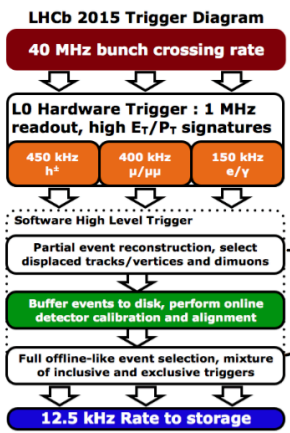 LHCb 2015 Trigger Diagram
40 MHz bunch crossing rate
L0 Hardware Trigger : 1 MHz
readout, high E_T/P_T signatures
450 kHz
h±
400 kHz
μ/μμ
150 kHz
e/γ
Software High Level Trigger
Partial event reconstruction, select
displaced tracks/vertices and dimuons
Buffer events to disk, perform online
detector calibration and alignment
Full offline-like event selection, mixture
of inclusive and exclusive triggers
12.5 kHz Rate to storage